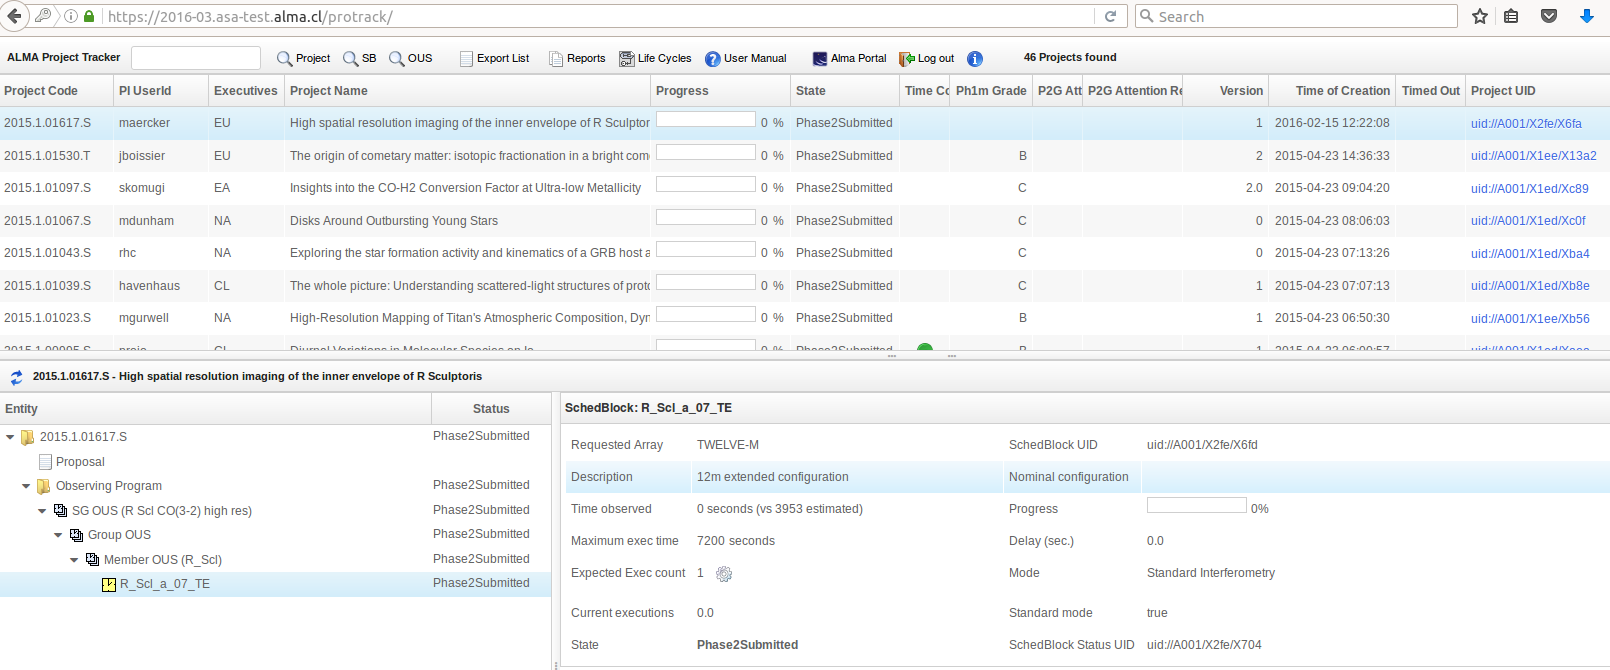 https://2016-03.asa-test.alma.cl/protrack/ Search
ALMA Project Tracker Project SB OUS Export List Reports Life Cycles User Manual Alma Portal Log out 46 Projects found
Project Code PI UserId Executives Project Name Progress State Time Co Ph1m Grade P2G Att P2G Attention Re Version Time of Creation Timed Out Project UID
2015.1.01617.S maercker EU High spatial resolution imaging of the inner envelope of R Sculptor 0 % Phase2Submitted 1 2016-02-15 12:22:08 uid://A001/X2fe/X6fa
2015.1.01530.T jboissier EU The origin of cometary matter: isotopic fractionation in a bright com 0 % Phase2Submitted B 2 2015-04-23 14:36:33 uid://A001/X1ee/X13a2
2015.1.01097.S skomugi EA Insights into the CO-H2 Conversion Factor at Ultra-low Metallicity 0 % Phase2Submitted C 2.0 2015-04-23 09:04:20 uid://A001/X1ed/Xc89
2015.1.01067.S mdunham NA Disks Around Outbursting Young Stars 0 % Phase2Submitted C 0 2015-04-23 08:06:03 uid://A001/X1ed/Xc0f
2015.1.01043.S rhc NA Exploring the star formation activity and kinematics of a GRB host a 0 % Phase2Submitted C 0 2015-04-23 07:13:26 uid://A001/X1ed/Xba4
2015.1.01039.S havenhaus CL The whole picture: Understanding scattered-light structures of proto 0 % Phase2Submitted C 1 2015-04-23 07:07:13 uid://A001/X1ed/Xb8e
2015.1.01023.S mgurwell NA High-Resolution Mapping of Titan's Atmospheric Composition, Dyn 0 % Phase2Submitted B 1 2015-04-23 06:50:30 uid://A001/X1ee/Xb56
CL Diurnal Variations in Molecular Species on Io 0 % Phase2Submitted B 1
2015.1.01617.S - High spatial resolution imaging of the inner envelope of R Sculptoris
Entity Status SchedBlock: R_Scl_a_07_TE
2015.1.01617.S Phase2Submitted
Proposal
Observing Program Phase2Submitted
SG OUS (R Scl CO(3-2) high res) Phase2Submitted
Group OUS Phase2Submitted
Member OUS (R_Scl) Phase2Submitted
R_Scl_a_07_TE Phase2Submitted
Requested Array TWELVE-M SchedBlock UID uid://A001/X2fe/X6fd
Description 12m extended configuration Nominal configuration
Time observed 0 seconds (vs 3953 estimated) Progress 0%
Maximum exec time 7200 seconds Delay (sec.) 0.0
Expected Exec count 1 Mode Standard Interferometry
Current executions 0.0 Standard mode true
State Phase2Submitted SchedBlock Status UID uid://A001/X2fe/X704